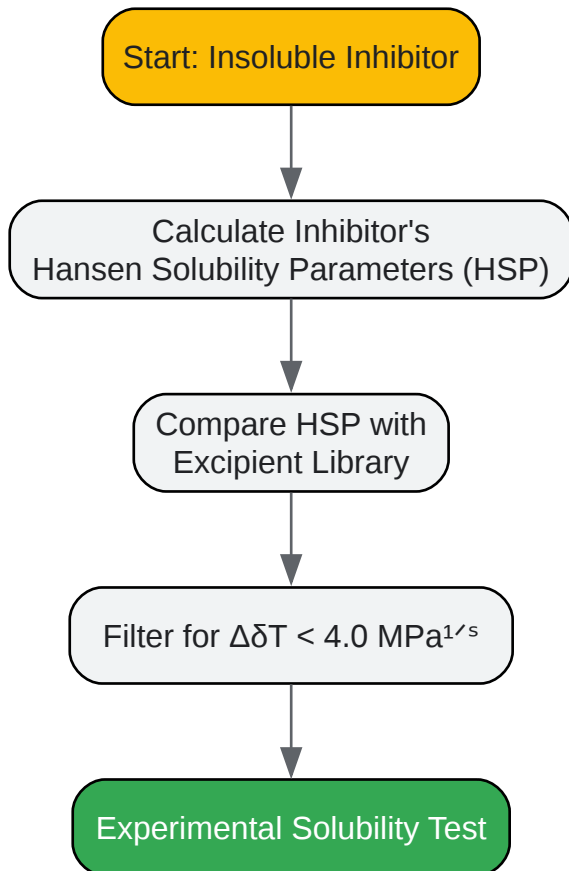 Start: Insoluble Inhibitor
Calculate Inhibitor's
Hansen Solubility Parameters (HSP)
Compare HSP with
Excipient Library
Filter for ΔδT < 4.0 MPa¹ᐟˢ
Experimental Solubility Test